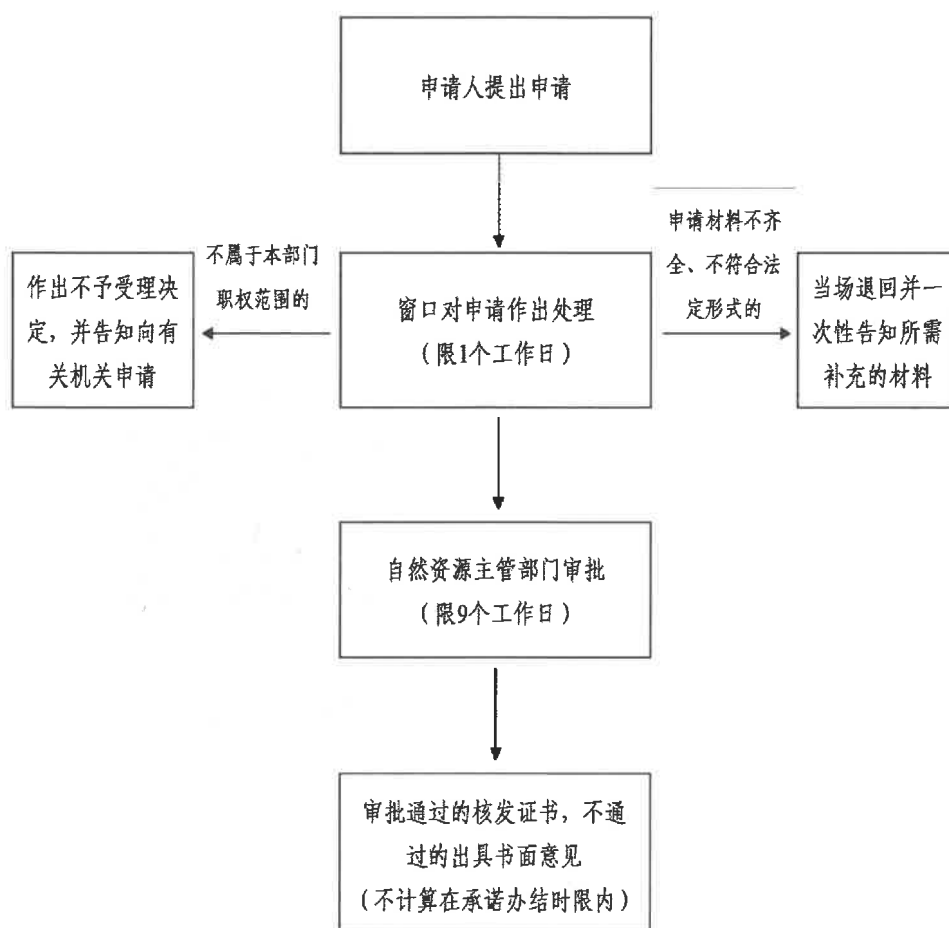 申请人提出申请
不属于本部门
职权范围的
申请材料不齐
全、不符合法
定形式的
作出不予受理决
定，并告知向有
关机关申请
窗口对申请作出处理
（限1个工作日）
当场退回并一
次性告知所需
补充的材料
自然资源主管部门审批
（限9个工作日）
审批通过的核发证书，不通
过的出具书面意见
（不计算在承诺办结时限内）